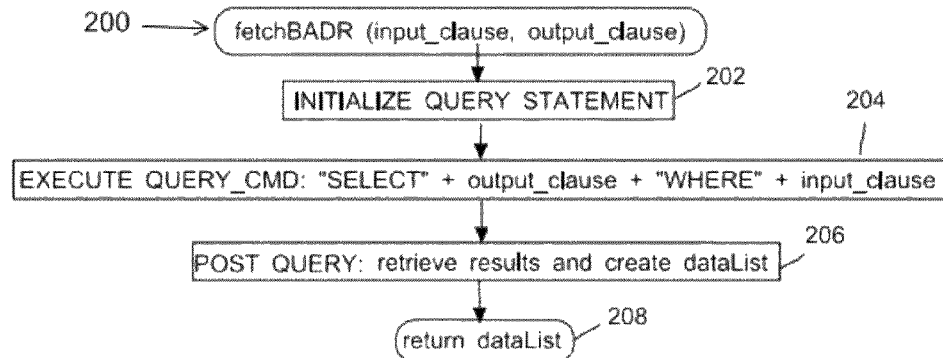 200
fetchBADR (input_clause, output_clause)
202
INITIALIZE QUERY STATEMENT
204
EXECUTE QUERY_CMD: "SELECT" + output_clause + "WHERE" + input_clause
206
POST QUERY: retrieve results and create dataList
208
return dataList